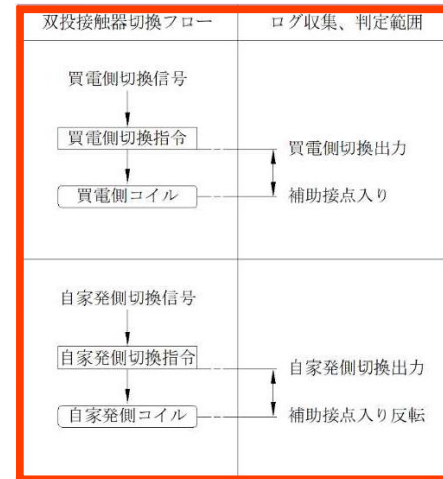 双投接触器切換フロー
ログ収集、判定範囲
買電側切換信号
買電側切換指令
買電側切換出力
買電側コイル
補助接点入り
自家発側切換信号
自家発側切換指令
自家発側切換出力
自家発側コイル
補助接点入り反転